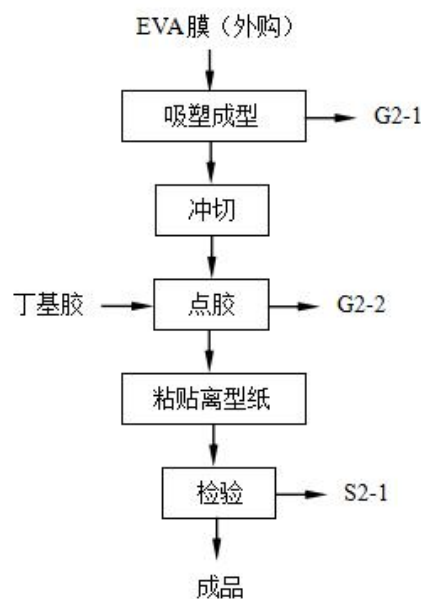 EVA膜（外购）
吸塑成型
G2-1
冲切
丁基胶
点胶
G2-2
粘贴离型纸
检验
S2-1
成品